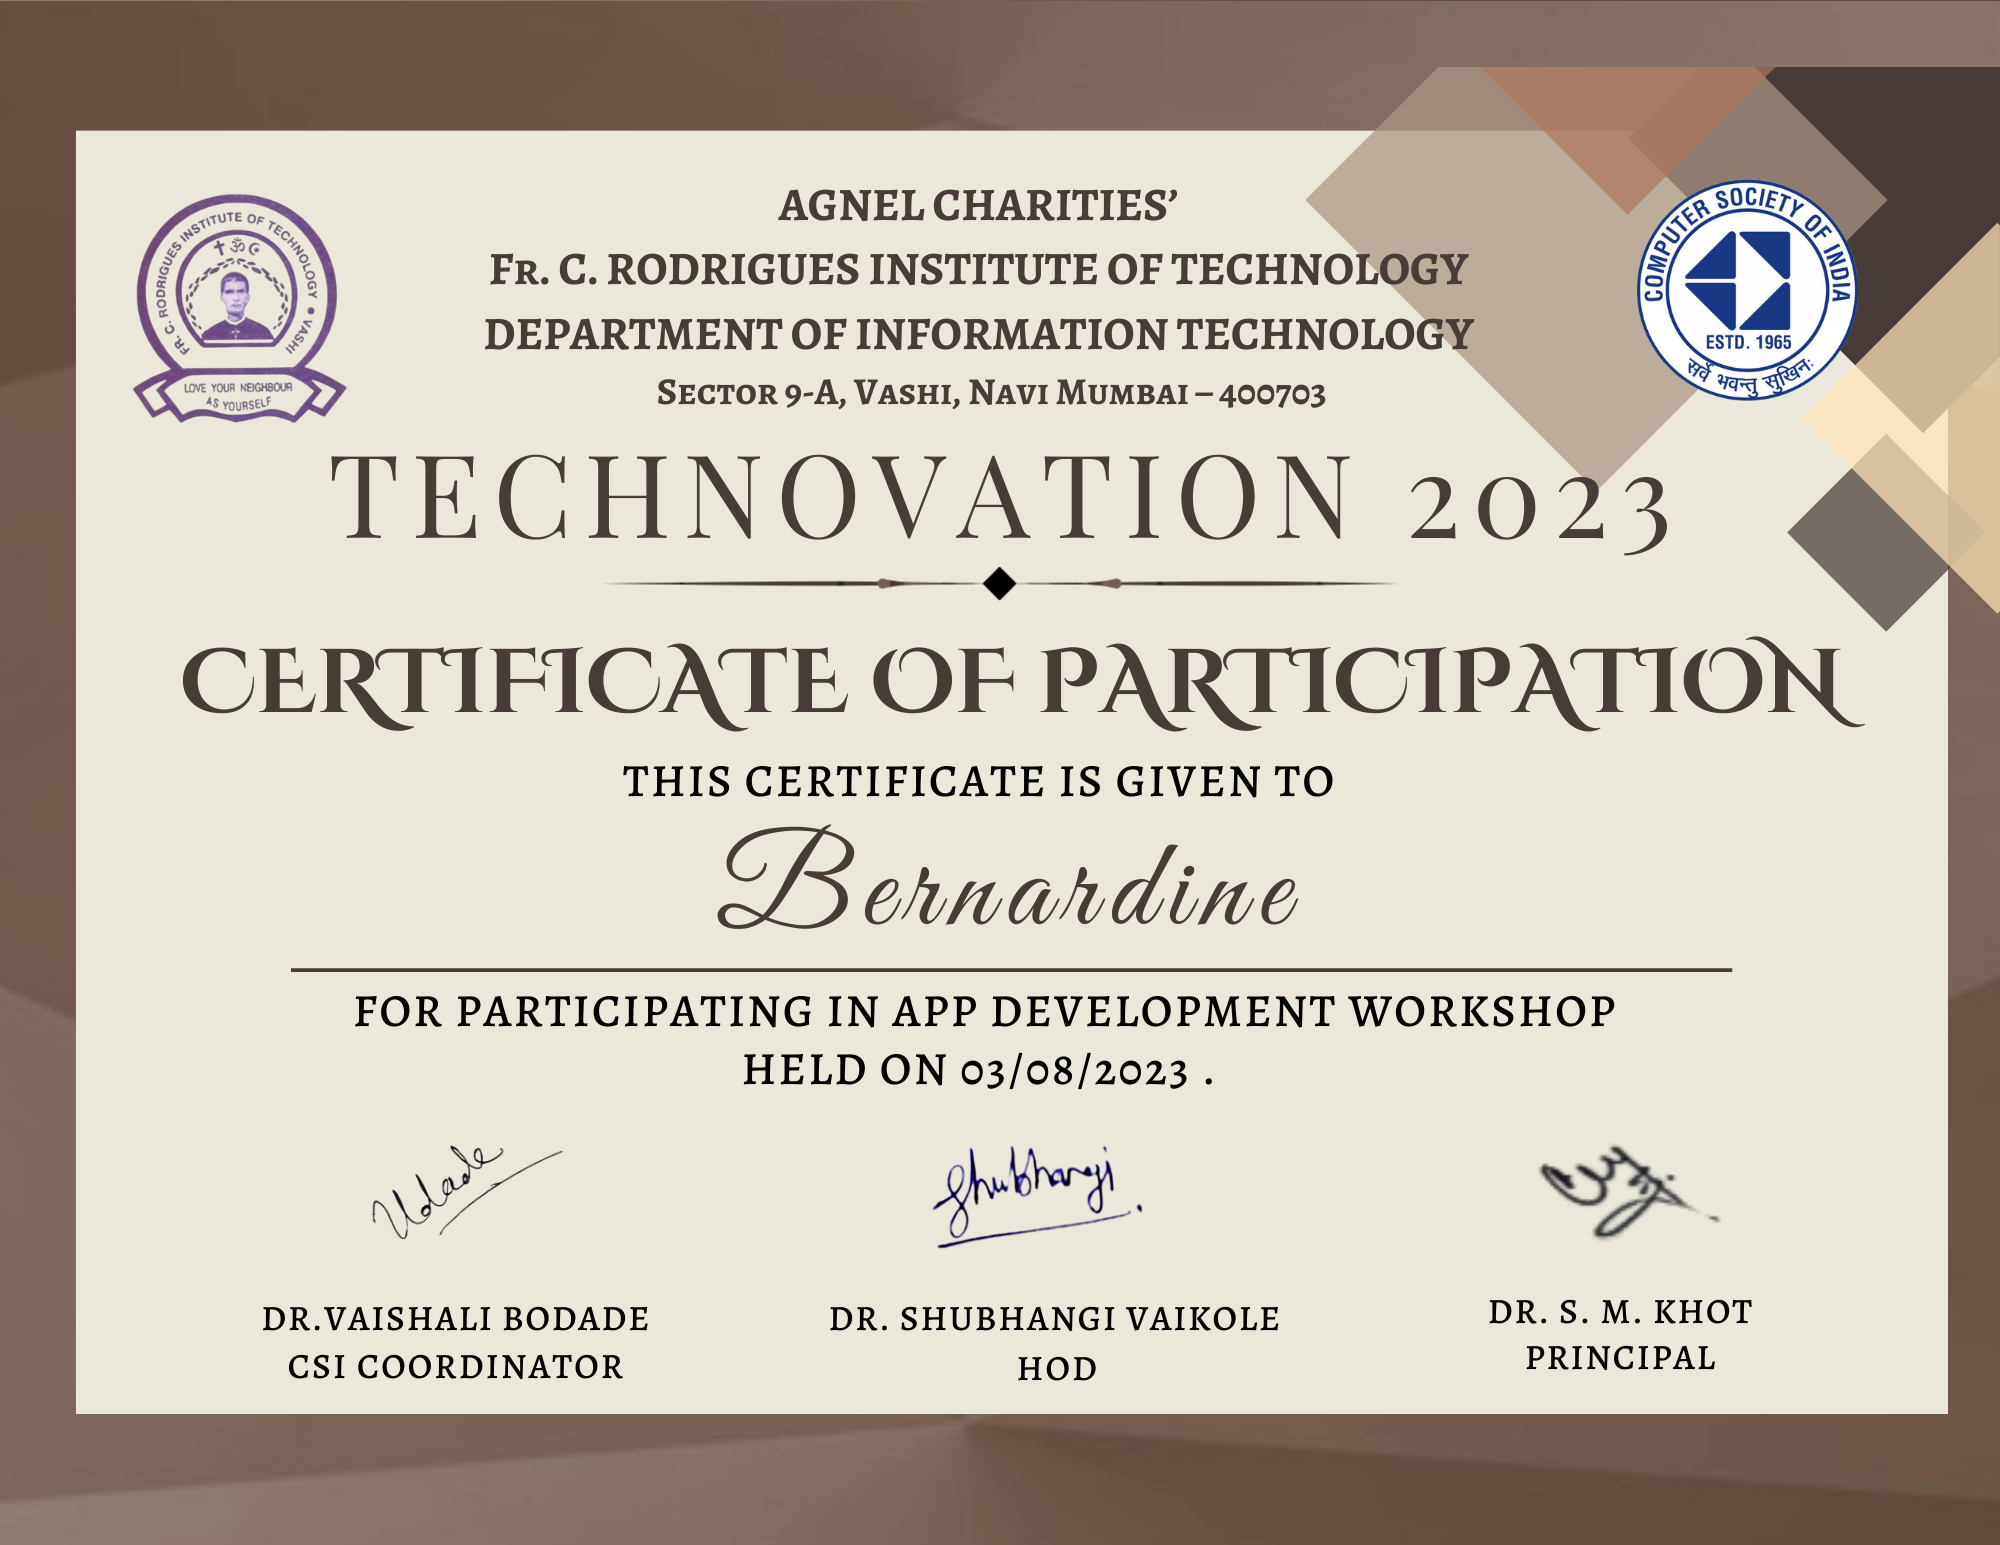 AGNEL CHARITIES’
FR. C. RODRIGUES INSTITUTE OF TECHNOLOGY
DEPARTMENT OF INFORMATION TECHNOLOGY
SECTOR 9-A, VASHI, NAVI MUMBAI – 400703
FR. C. RODRIGUES INSTITUTE OF TECHNOLOGY • VASHI
LOVE YOUR NEIGHBOUR
AS YOURSELF
COMPUTER SOCIETY OF INDIA
ESTD. 1965
सर्वे भवन्तु सुखिनः
TECHNOVATION 2023
CERTIFICATE OF PARTICIPATION
THIS CERTIFICATE IS GIVEN TO
Bernardine
FOR PARTICIPATING IN APP DEVELOPMENT WORKSHOP
HELD ON 03/08/2023 .
Shubhangi
DR.VAISHALI BODADE
CSI COORDINATOR
DR. SHUBHANGI VAIKOLE
HOD
DR. S. M. KHOT
PRINCIPAL